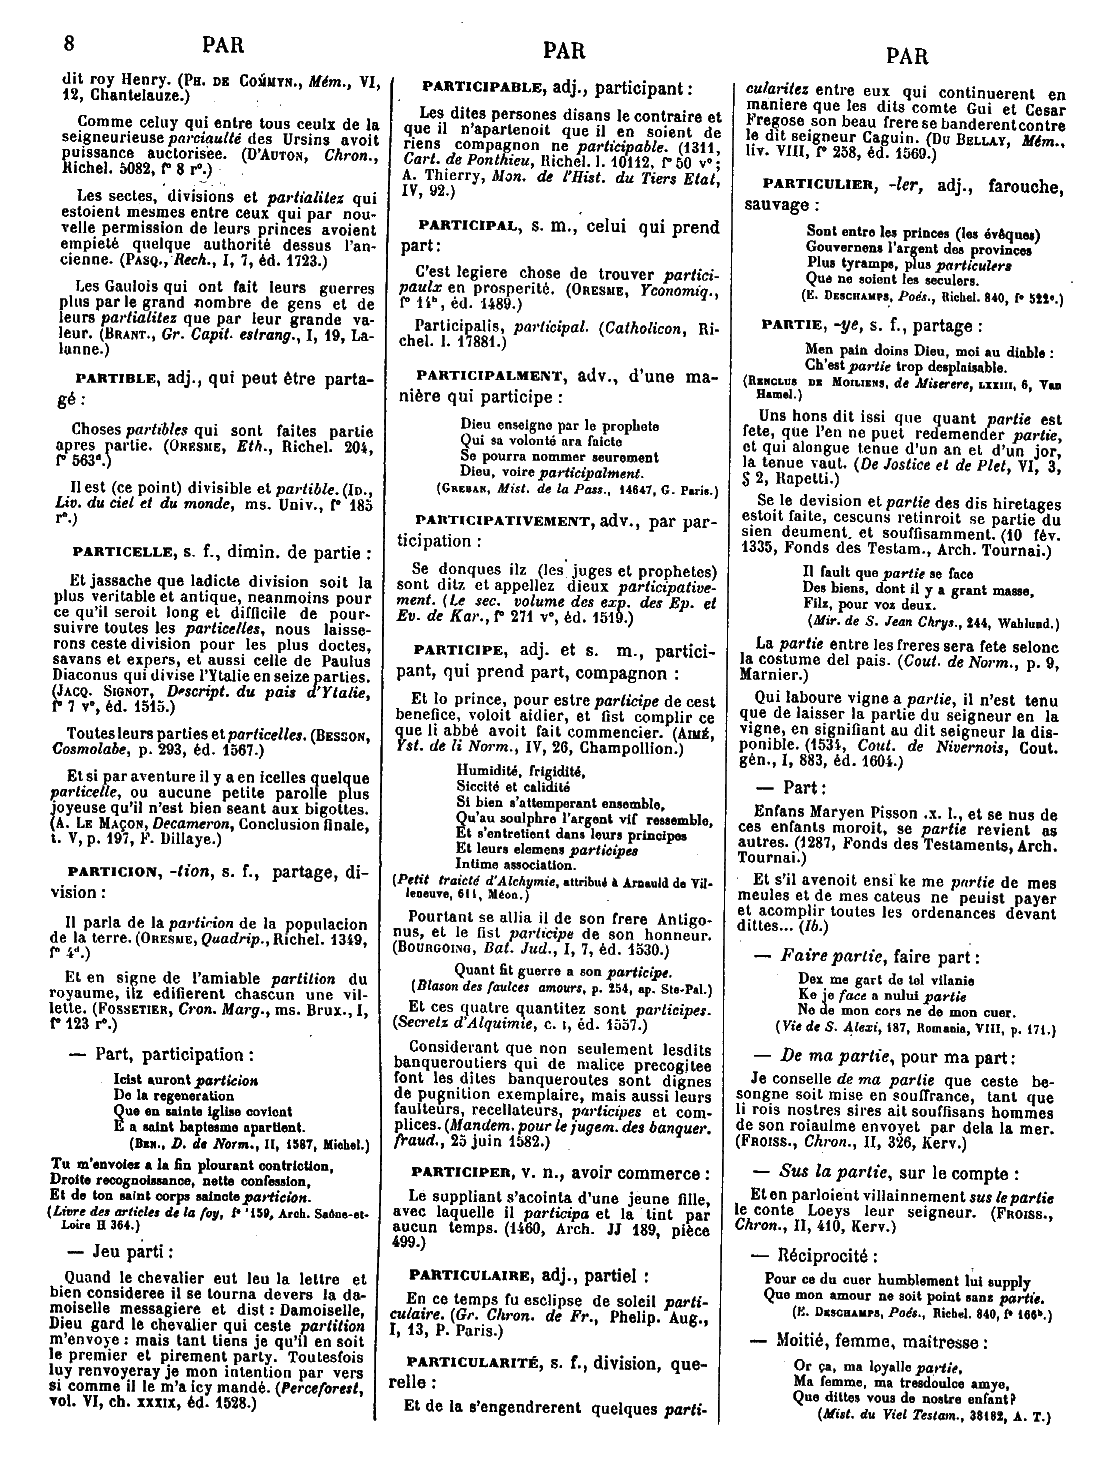 8 PAR PAR PAR
dit roy Henry. (PH. DE COMMYN., Mém., VI,
12, Chantelauze.)
Comme celuy qui entre tous ceulx de la
seigneurieuse parciaulté des Ursins avoit
puissance auctorisee. (D'AUTON, Chron.,
Richel. 5082, f° 8 r°.)
Les sectes, divisions et partialitez qui
estoient mesmes entre ceux qui par nou-
velle permission de leurs princes avoient
empieté quelque authorité dessus l'an-
cienne. (PASQ., Rech., I, 7, éd. 1723.)
Les Gaulois qui ont fait leurs guerres
plus par le grand nombre de gens et de
leurs partialitez que par leur grande va-
leur. (BRANT., Gr. Capit. estrang., I, 19, La-
lanne.)
PARTIBLE, adj., qui peut être parta-
gé :
Choses partibles qui sont faites partie
apres partie. (ORESME, Eth., Richel. 204,
f° 563ª.)
Il est (ce point) divisible et partible. (ID.,
Liv. du ciel et du monde, ms. Univ., f° 185
r°.)
PARTICELLE, s. f., dimin. de partie :
Et jassache que ladicte division soit la
plus veritable et antique, neanmoins pour
ce qu'il seroit long et difficile de pour-
suivre toutes les particelles, nous laisse-
rons ceste division pour les plus doctes,
savans et expers, et aussi celle de Paulus
Diaconus qui divise l'Ytalie en seize parties.
(JACQ. SIGNOT, Descript. du pais d'Ytalie,
f° 7 v°, éd. 1515.)
Toutes leurs parties et particelles. (BESSON,
Cosmolabe, p. 293, éd. 1567.)
Et si par aventure il y a en icelles quelque
particelle, ou aucune petite parolle plus
joyeuse qu'il n'est bien seant aux bigottes.
(A. LE MAÇON, Decameron, Conclusion finale,
t. V, p. 197, F. Dillaye.)
PARTICION, -tion, s. f., partage, di-
vision :
Il parla de la particion de la populacion
de la terre. (ORESME, Quadrip., Richel. 1349,
f° 4ᵈ.)
Et en signe de l'amiable partition du
royaume, ilz edifierent chascun une vil-
lette. (FOSSETIER, Cron. Marg., ms. Brux., I,
f° 123 r°.)
— Part, participation :
Icist auront particion
De la regeneration
Que en sainte iglise covient
E a saint baptesme apartient.
(BEN., D. de Norm., II, 1587, Michel.)
Tu m'envoies a la fin plourant contriction,
Droite recognoissance, nette confession,
Et de ton saint corps saincte particion.
(Livre des articles de la foy, f° 159, Arch. Saône-et-
Loire H 364.)
— Jeu parti :
Quand le chevalier eut leu la lettre et
bien consideree il se tourna devers la da-
moiselle messagiere et dist : Damoiselle,
Dieu gard le chevalier qui ceste partition
m'envoye : mais tant tiens je qu'il en soit
le premier et pirement party. Toutesfois
luy renvoyeray je mon intention par vers
si comme il le m'a icy mandé. (Perceforest,
vol. VI, ch. XXXIX, éd. 1528.)
PARTICIPABLE, adj., participant :
Les dites persones disans le contraire et
que il n'apartenoit que il en soient de
riens compagnon ne participable. (1311,
Cart. de Ponthieu, Richel. l. 10112, f° 50 v° ;
A. Thierry, Mon. de l'Hist. du Tiers Etat,
IV, 92.)
PARTICIPAL, s. m., celui qui prend
part :
C'est legiere chose de trouver partici-
paulx en prosperité. (ORESME, Yconomiq.,
f° 14ᵇ, éd. 1489.)
Participalis, participal. (Catholicon, Ri-
chel. l. 17881.)
PARTICIPALMENT, adv., d'une ma-
nière qui participe :
Dieu enseigne par le prophete
Qui sa volonté ara faicte
Se pourra nommer seurement
Dieu, voire participalment.
(GREBAN, Mist. de la Pass., 14647, G. Paris.)
PARTICIPATIVEMENT, adv., par par-
ticipation :
Se donques ilz (les juges et prophetes)
sont ditz et appellez dieux participative-
ment. (Le sec. volume des exp. des Ep. et
Ev. de Kar., f° 271 v°, éd. 1519.)
PARTICIPE, adj. et s. m., partici-
pant, qui prend part, compagnon :
Et lo prince, pour estre participe de cest
benefice, voloit aidier, et fist complir ce
que li abbé avoit fait commencier. (AIMÉ,
Yst. de li Norm., IV, 26, Champollion.)
Humidité, frigidité,
Siccité et calidité
Si bien s'attemperant ensemble,
Qu'au soulphre l'argent vif ressemble,
Et s'entretient dans leurs principes
Et leurs elemens participes
Intime association.
(Petit traicté d'Alchymie, attribué à Arnauld de Vil-
leneuve, 611, Méon.)
Pourtant se allia il de son frere Antigo-
nus, et le fist participe de son honneur.
(BOURGOING, Bat. Jud., I, 7, éd. 1530.)
Quant fit guerre a son participe.
(Blason des faulces amours, p. 254, ap. Ste-Pal.)
Et ces quatre quantitez sont participes.
(Secretz d'Alquimie, c. I, éd. 1557.)
Considerant que non seulement lesdits
banqueroutiers qui de malice precogitee
font les dites banqueroutes sont dignes
de pugnition exemplaire, mais aussi leurs
faulteurs, recellateurs, participes et com-
plices. (Mandem. pour le jugem. des banquer.
fraud., 25 juin 1582.)
PARTICIPER, v. n., avoir commerce :
Le suppliant s'acointa d'une jeune fille,
avec laquelle il participa et la tint par
aucun temps. (1460, Arch. JJ 189, pièce
499.)
PARTICULAIRE, adj., partiel :
En ce temps fu esclipse de soleil parti-
culaire. (Gr. Chron. de Fr., Phelip. Aug.,
I, 13, P. Paris.)
PARTICULARITÉ, s. f., division, que-
relle :
Et de la s'engendrerent quelques parti-
cularitez entre eux qui continuerent en
maniere que les dits comte Gui et Cesar
Fregose son beau frere se banderent contre
le dit seigneur Caguin. (DU BELLAY, Mém.,
liv. VIII, f° 258, éd. 1569.)
PARTICULIER, -ler, adj., farouche,
sauvage :
Sont entre les princes (les évêques)
Gouvernens l'argent des provinces
Plus tyramps, plus particulers
Que ne soient les seculers.
(E. DESCHAMPS, Poés., Richel. 840, f° 522ᵉ.)
PARTIE, -ye, s. f., partage :
Men pain doins Dieu, moi au diable :
Ch'est partie trop desplaisable.
(RENCLUS DE MOILIENS, de Miserere, LXXIII, 6, Van
Hamel.)
Uns hons dit issi que quant partie est
fete, que l'en ne puet redemender partie,
et qui alongue tenue d'un an et d'un jor,
la tenue vaut. (De Jostice et de Plet, VI, 3,
§ 2, Rapetti.)
Se le devision et partie des dis hiretages
estoit faite, cescuns retinroit se partie du
sien deument, et souffisamment. (10 fév.
1335, Fonds des Testam., Arch. Tournai.)
Il fault que partie se face
Des biens, dont il y a grant masse,
Filz, pour voz deux.
(Mir. de S. Jean Chrys., 244, Wahlund.)
La partie entre les freres sera fete selonc
la costume del pais. (Cout. de Norm., p. 9,
Marnier.)
Qui laboure vigne a partie, il n'est tenu
que de laisser la partie du seigneur en la
vigne, en signifiant au dit seigneur la dis-
ponible. (1534, Cout. de Nivernois, Cout.
gén., I, 883, éd. 1604.)
— Part :
Enfans Maryen Pisson .x. l., et se nus de
ces enfants moroit, se partie revient as
autres. (1287, Fonds des Testaments, Arch.
Tournai.)
Et s'il avenoit ensi ke me partie de mes
meules et de mes cateus ne peuist payer
et acomplir toutes les ordenances devant
dittes... (Ib.)
— Faire partie, faire part :
Dex me gart de tel vilanie
Ke je face a nului partie
Ne de mon cors ne de mon cuer.
(Vie de S. Alexi, 187, Romania, VIII, p. 171.)
— De ma partie, pour ma part :
Je conselle de ma partie que ceste be-
songne soit mise en souffrance, tant que
li rois nostres sires ait souffisans hommes
de son roiaulme envoyet par dela la mer.
(FROISS., Chron., II, 326, Kerv.)
— Sus la partie, sur le compte :
Et en parloient villainnement sus le partie
le conte Loeys leur seigneur. (FROISS.,
Chron., II, 410, Kerv.)
— Réciprocité :
Pour ce du cuer humblement lui supply
Que mon amour ne soit point sanz partie.
(E. DESCHAMPS, Poés., Richel. 840, f° 166ᵇ.)
— Moitié, femme, maitresse :
Or ça, ma loyalle partie,
Ma femme, ma tresdoulce amye,
Que dittes vous de nostre enfant?
(Mist. du Viel Testam., 38182, A. T.)